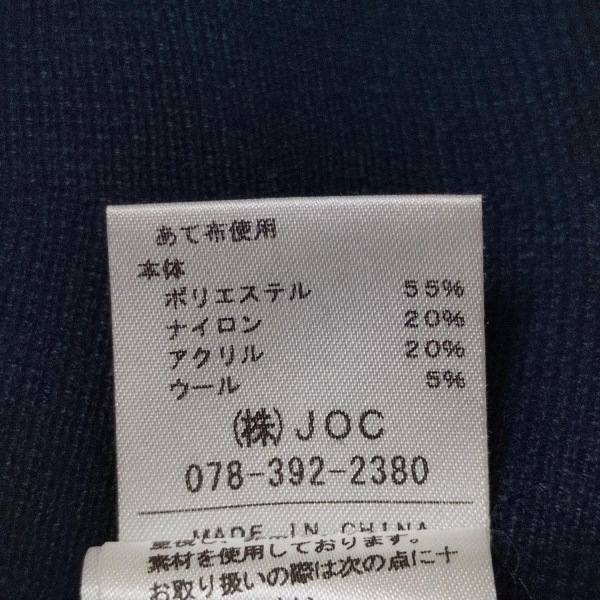 あて布使用
本体
ポリエステル 55%
ナイロン 20%
アクリル 20%
ウール 5%
(株)JOC
078-392-2380
MADE IN CHINA
素材を使用しております。
お取り扱いの際は次の点に十